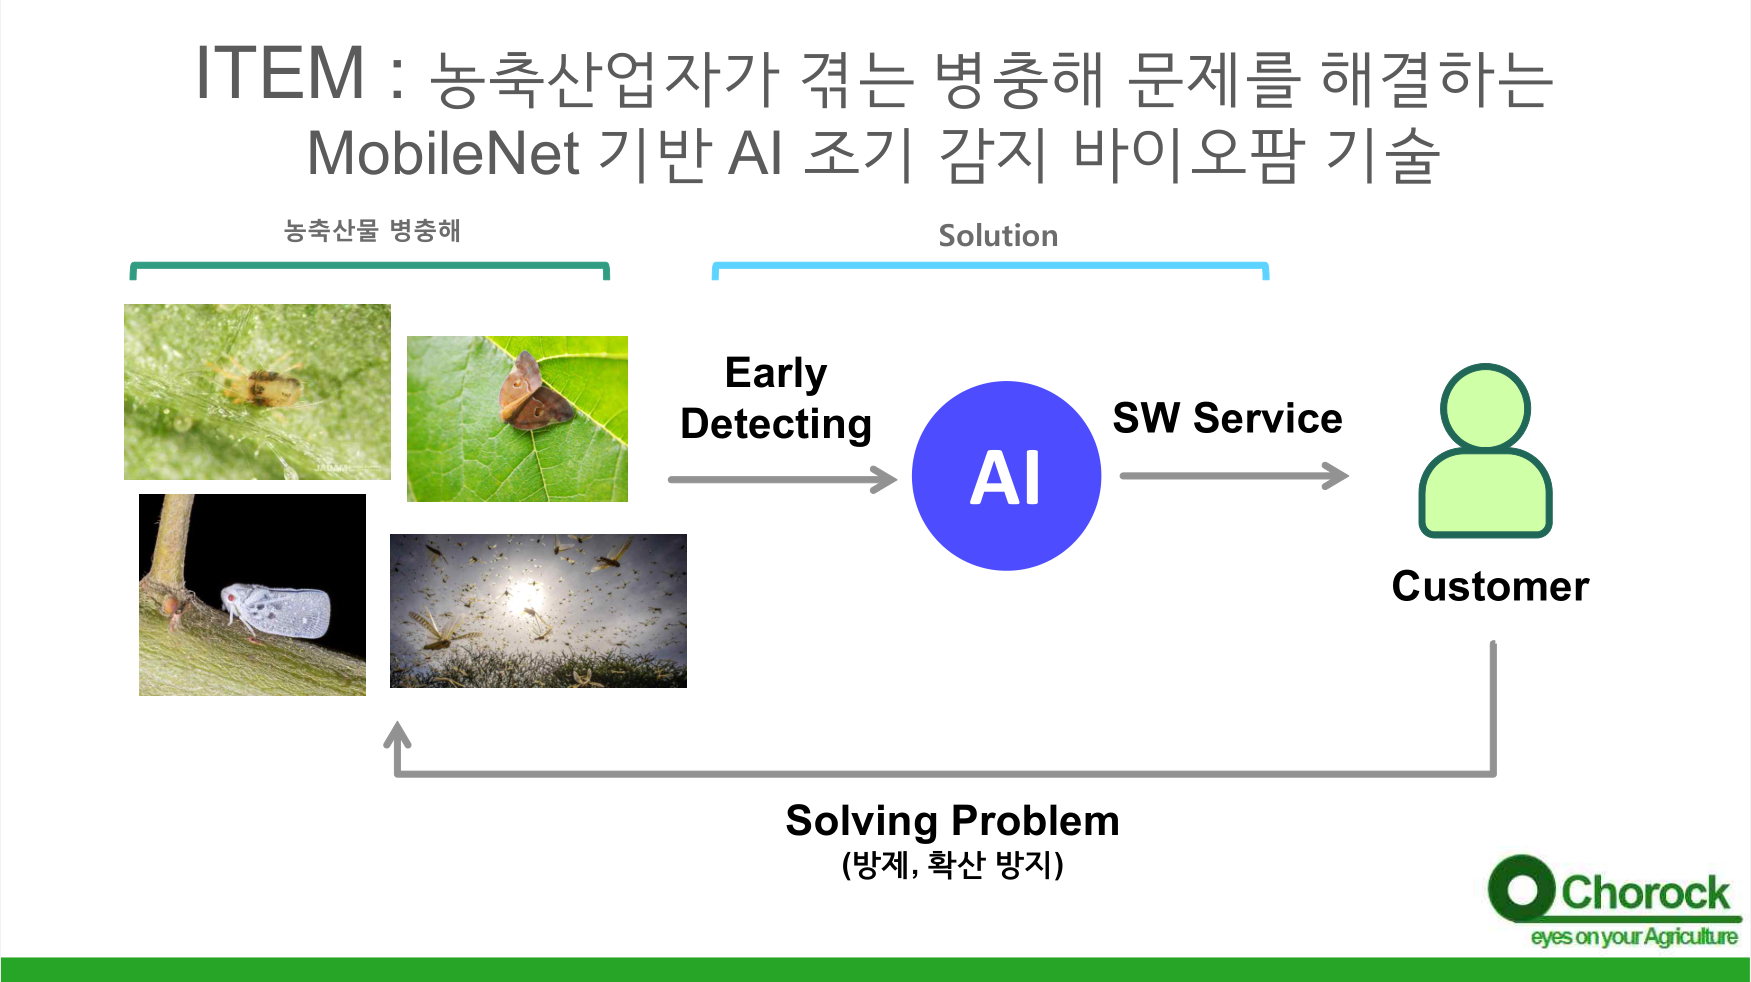 ITEM : 농축산업자가 겪는 병충해 문제를 해결하는
MobileNet 기반 AI 조기 감지 바이오팜 기술
농축산물 병충해
Solution
Early
Detecting
AI
SW Service
Customer
Solving Problem
(방제, 확산 방지)
Chorock
eyes on your Agriculture